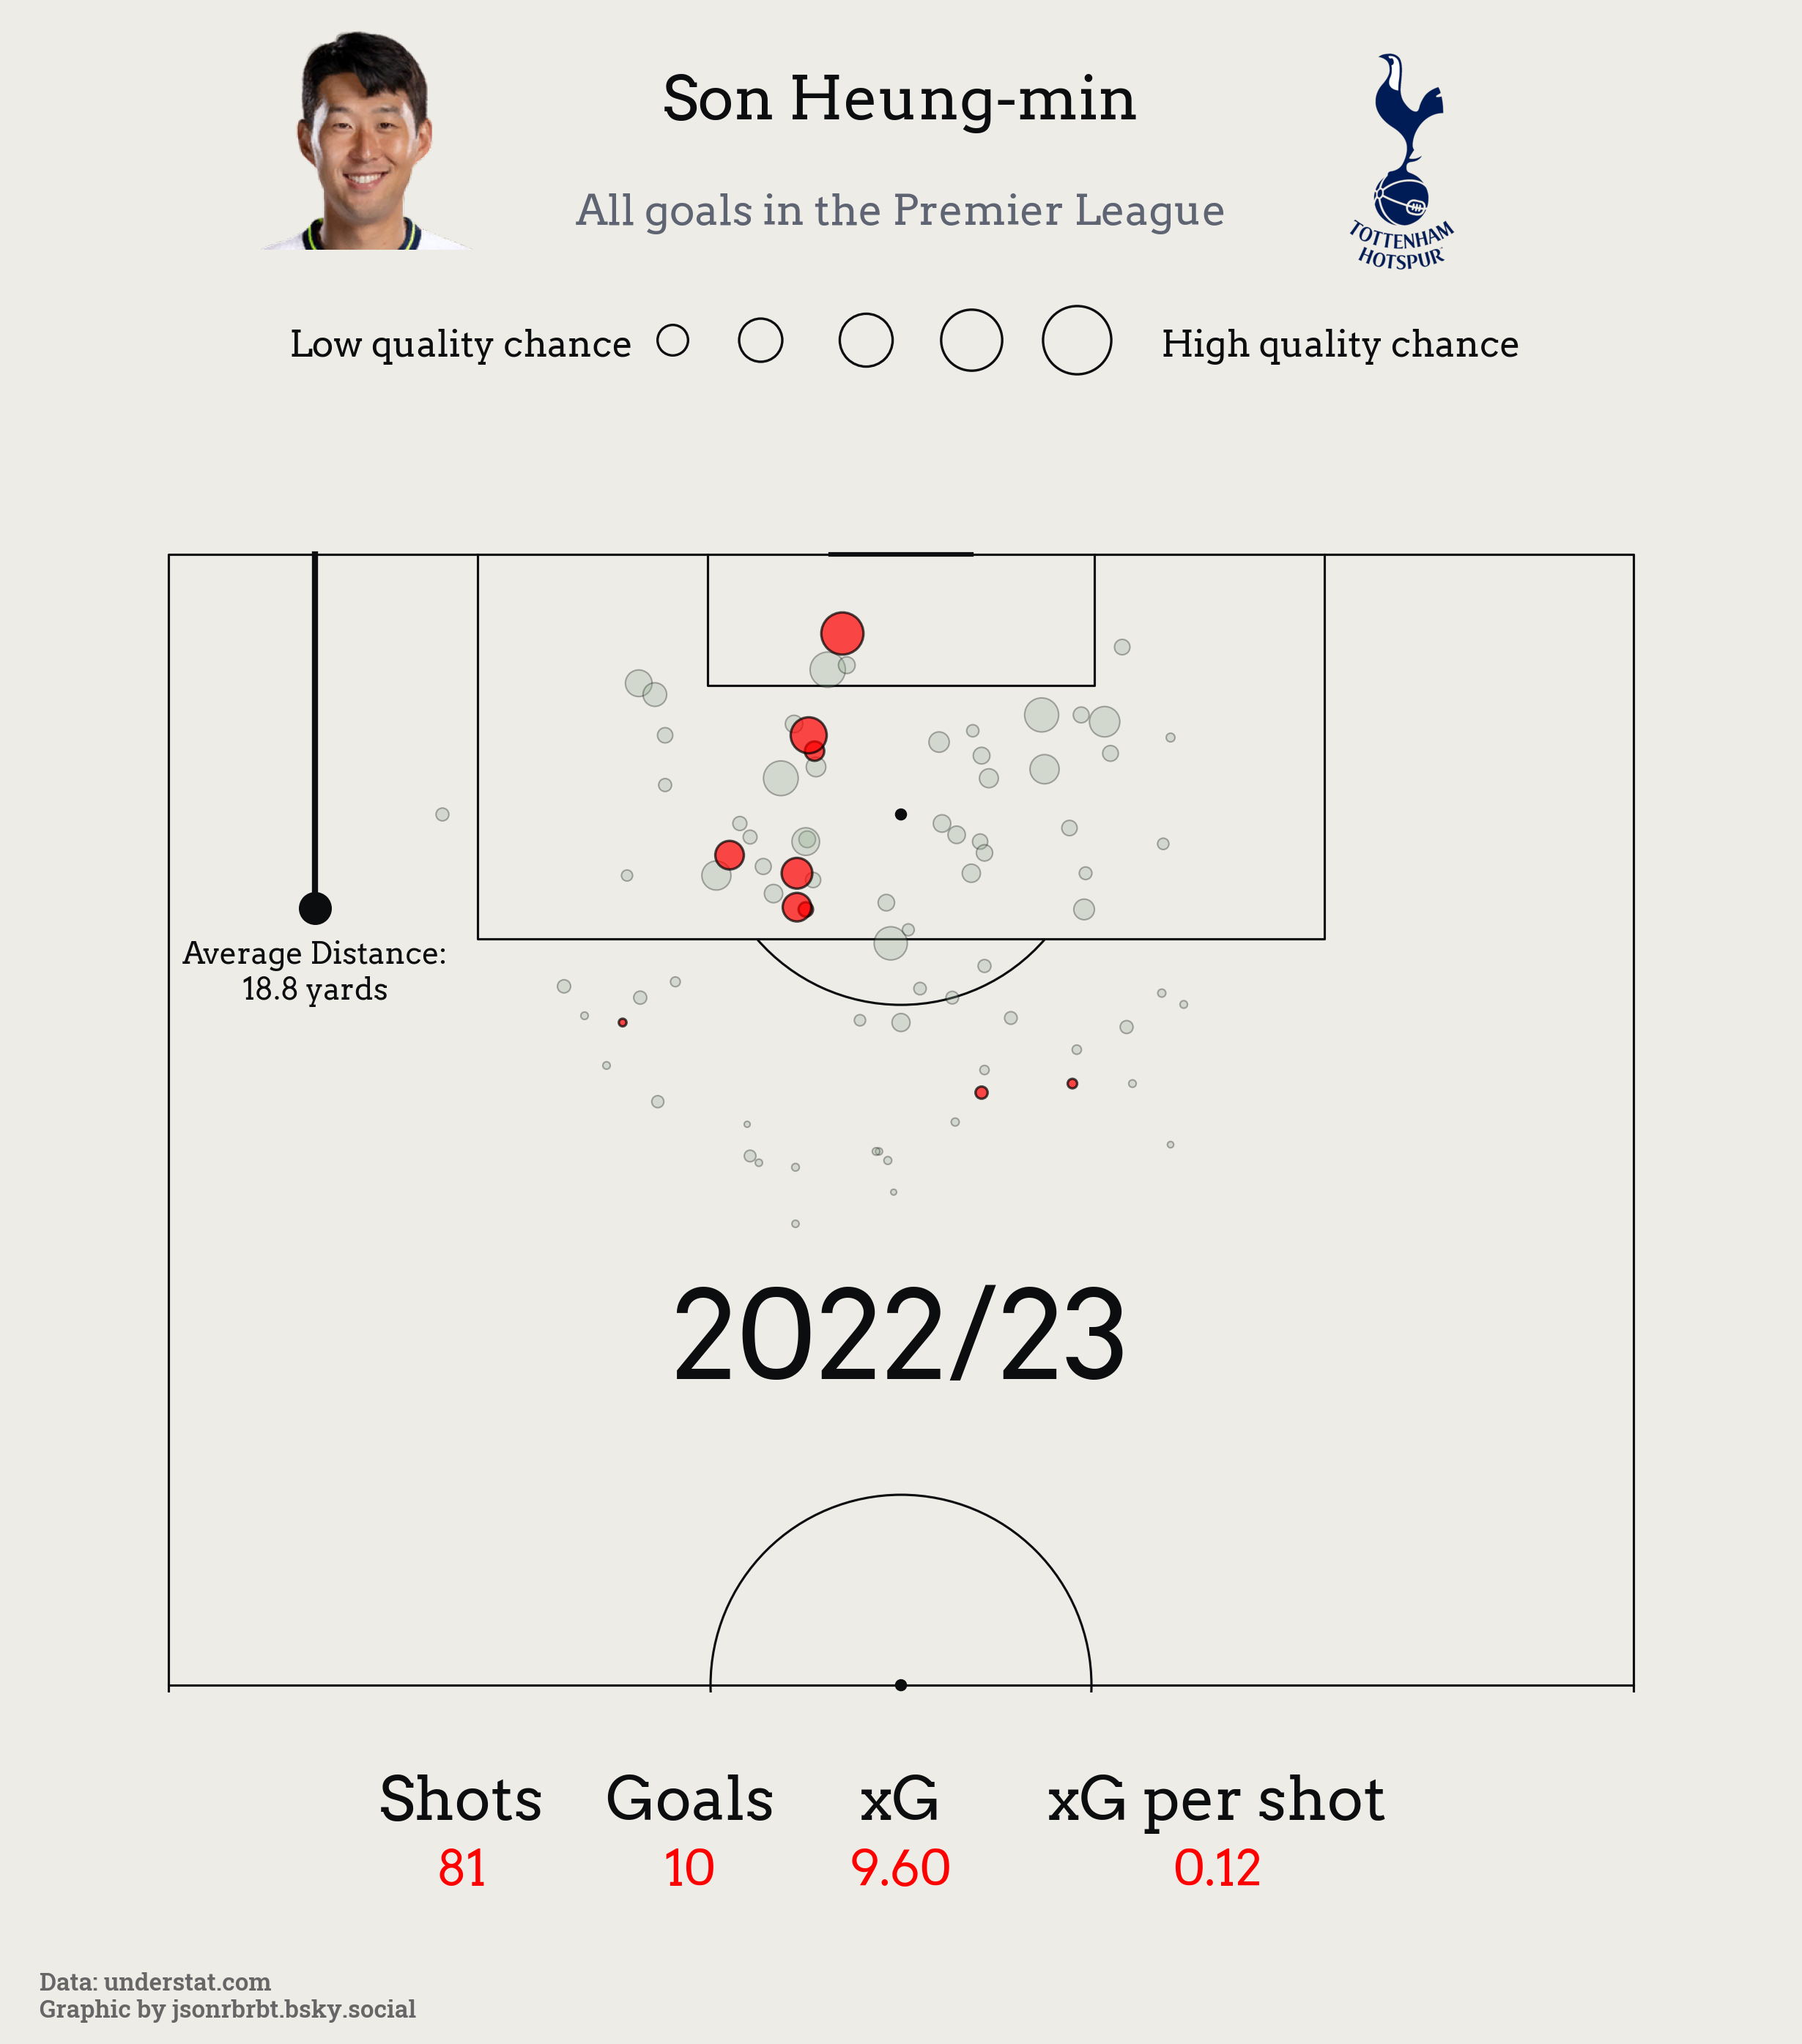 Son Heung-min
All goals in the Premier League
TOTTENHAM
HOTSPUR
Low quality chance
High quality chance
Average Distance:
18.8 yards
2022/23
Shots Goals xG xG per shot
81 10 9.60 0.12
Data: understat.com
Graphic by jsonrbrbt.bsky.social